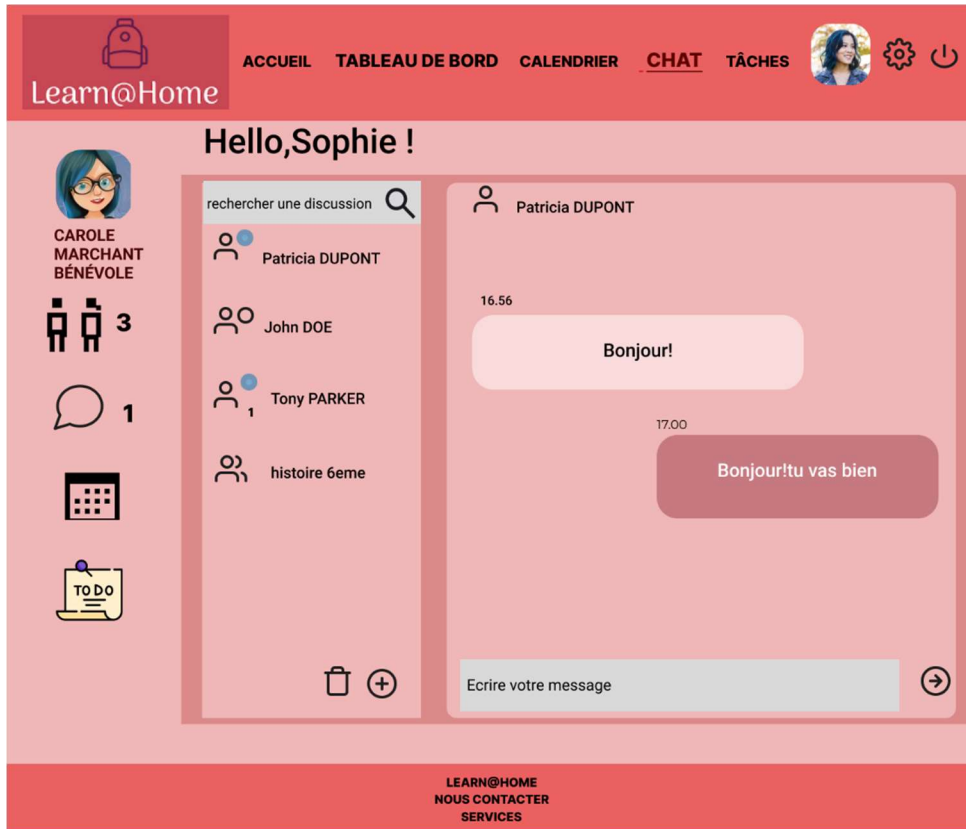 Learn@Home
ACCUEIL TABLEAU DE BORD CALENDRIER CHAT TÂCHES
Hello,Sophie !
CAROLE
MARCHANT
BÉNÉVOLE
3
1
TO DO
rechercher une discussion
Patricia DUPONT
John DOE
1 Tony PARKER
histoire 6eme
Patricia DUPONT
16.56
Bonjour!
17.00
Bonjour!tu vas bien
Ecrire votre message
LEARN@HOME
NOUS CONTACTER
SERVICES